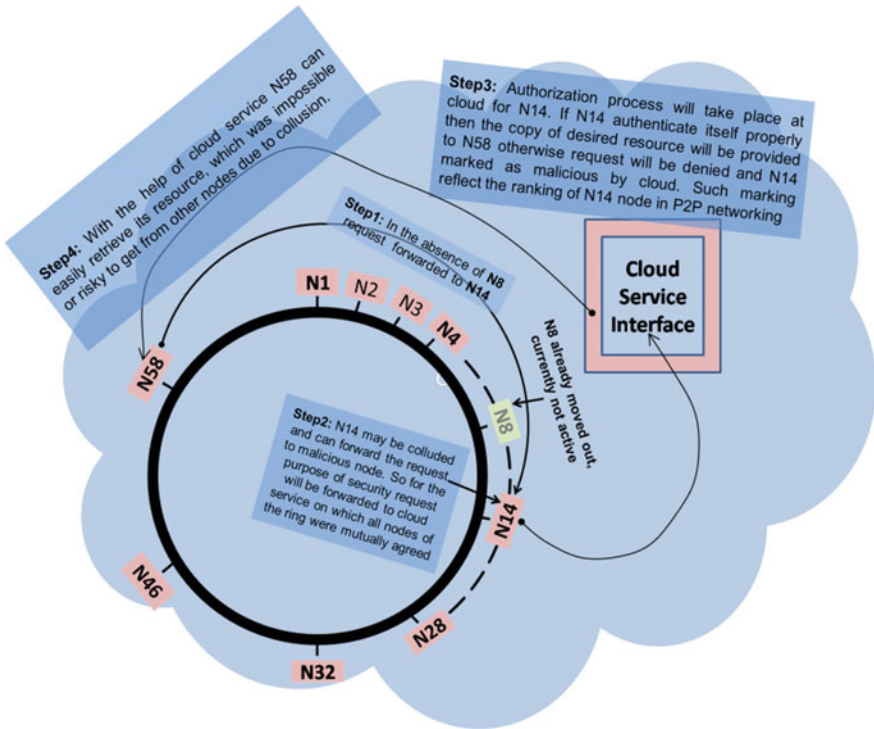 Step4: With the help of cloud service N58 can
easily retrieve its resource, which was impossible
or risky to get from other nodes due to collusion.
Step3: Authorization process will take place at
cloud for N14. If N14 authenticate itself properly
then the copy of desired resource will be provided
to N58 otherwise request will be denied and N14
marked as malicious by cloud. Such marking
reflect the ranking of N14 node in P2P networking
Step1: In the absence of N8
request forwarded to N14
Cloud
Service
Interface
N1
N2
N3
N4
N8 already moved out,
currently not active
N58
N8
Step2: N14 may be colluded
and can forward the request
to malicious node. So for the
purpose of security request
will be forwarded to cloud
service on which all nodes of
the ring were mutually agreed
N14
N46
N28
N32